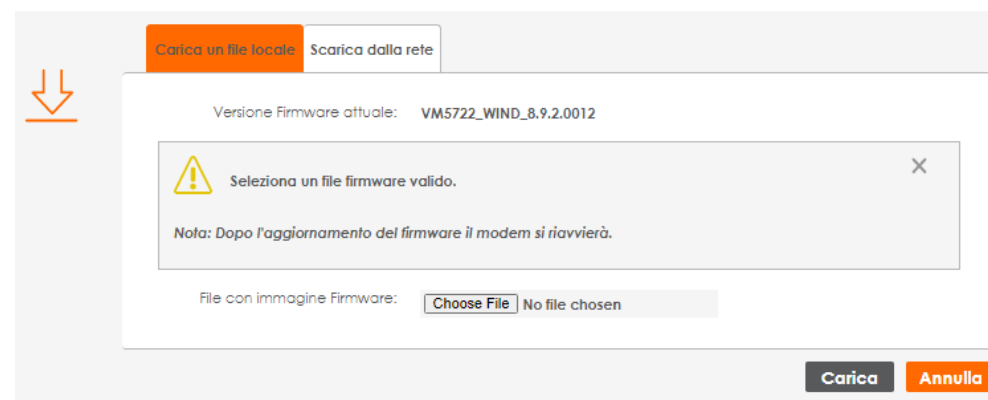 Carica un file locale Scarica dalla rete
Versione Firmware attuale: VM5722_WIND_8.9.2.0012
Seleziona un file firmware valido.
Nota: Dopo l'aggiornamento del firmware il modem si riavvierà.
File con immagine Firmware: Choose File No file chosen
Carica Annulla